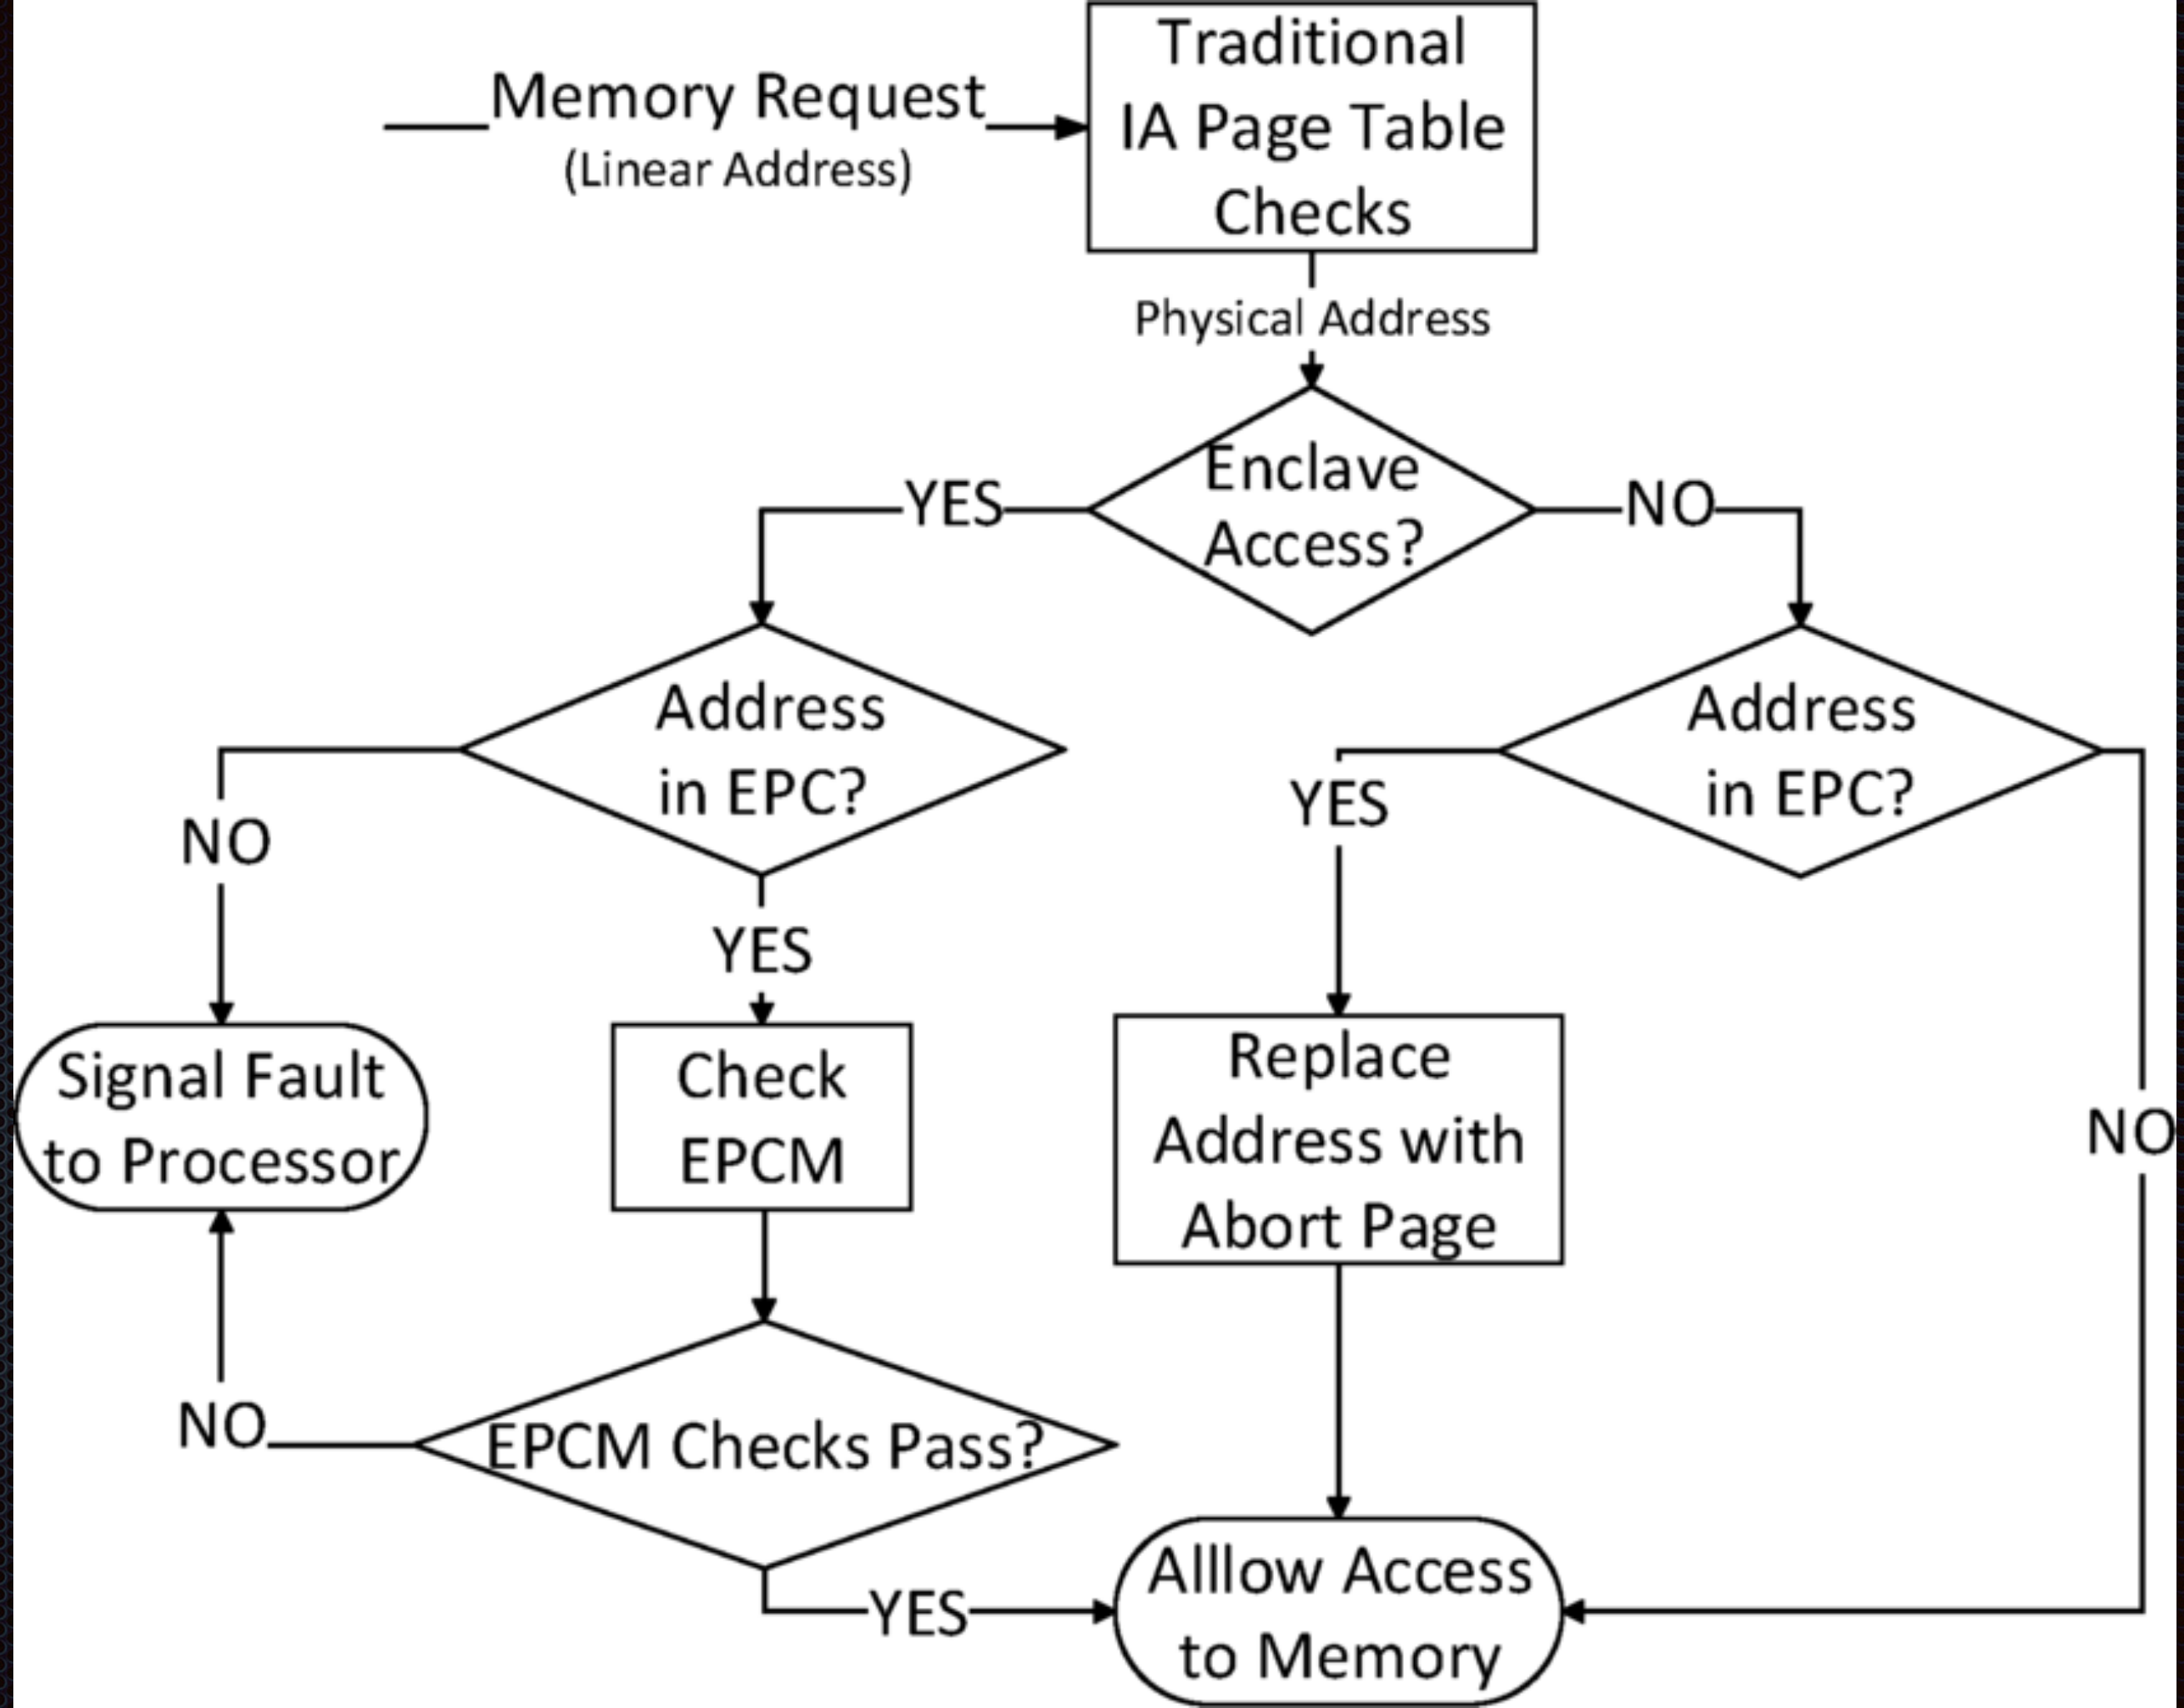 Traditional
IA Page Table
Checks
Memory Request
(Linear Address)
Physical Address
Enclave
Access?
YES
NO
Address
in EPC?
Address
in EPC?
NO
YES
YES
NO
Signal Fault
to Processor
Check
EPCM
Replace
Address with
Abort Page
EPCM Checks Pass?
NO
YES
Alllow Access
to Memory